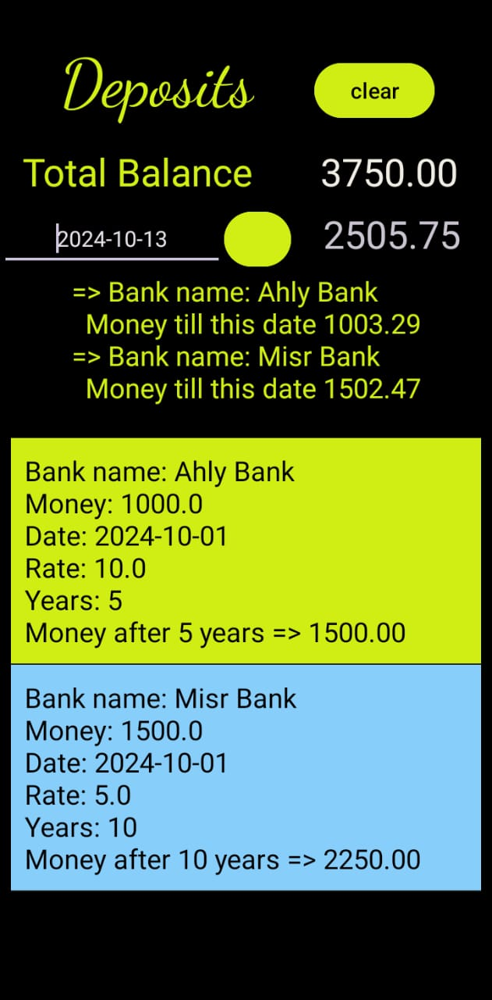 Deposits
clear
Total Balance 3750.00
2024-10-13 2505.75
=> Bank name: Ahly Bank
Money till this date 1003.29
=> Bank name: Misr Bank
Money till this date 1502.47
Bank name: Ahly Bank
Money: 1000.0
Date: 2024-10-01
Rate: 10.0
Years: 5
Money after 5 years => 1500.00
Bank name: Misr Bank
Money: 1500.0
Date: 2024-10-01
Rate: 5.0
Years: 10
Money after 10 years => 2250.00